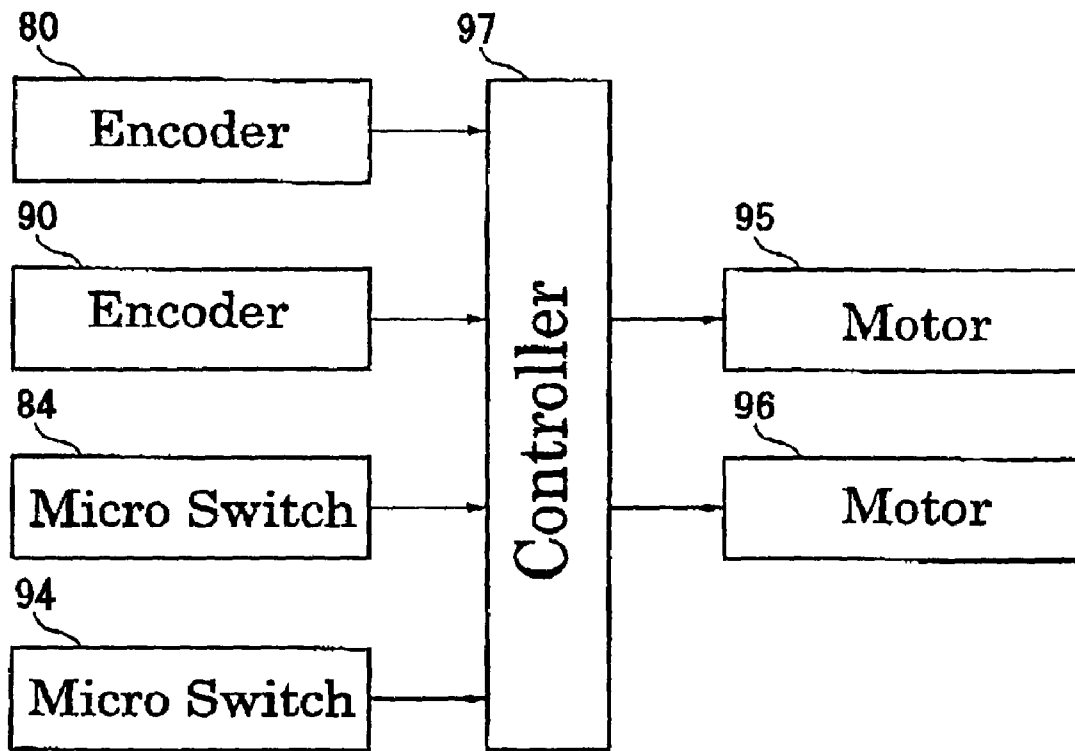 80
Encoder
90
Encoder
84
Micro Switch
94
Micro Switch
97
Controller
95
Motor
96
Motor